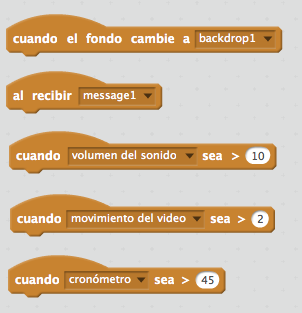 cuando el fondo cambie a backdrop1
al recibir message1
cuando volumen del sonido sea > 10
cuando movimiento del video sea > 2
cuando cronómetro sea > 45